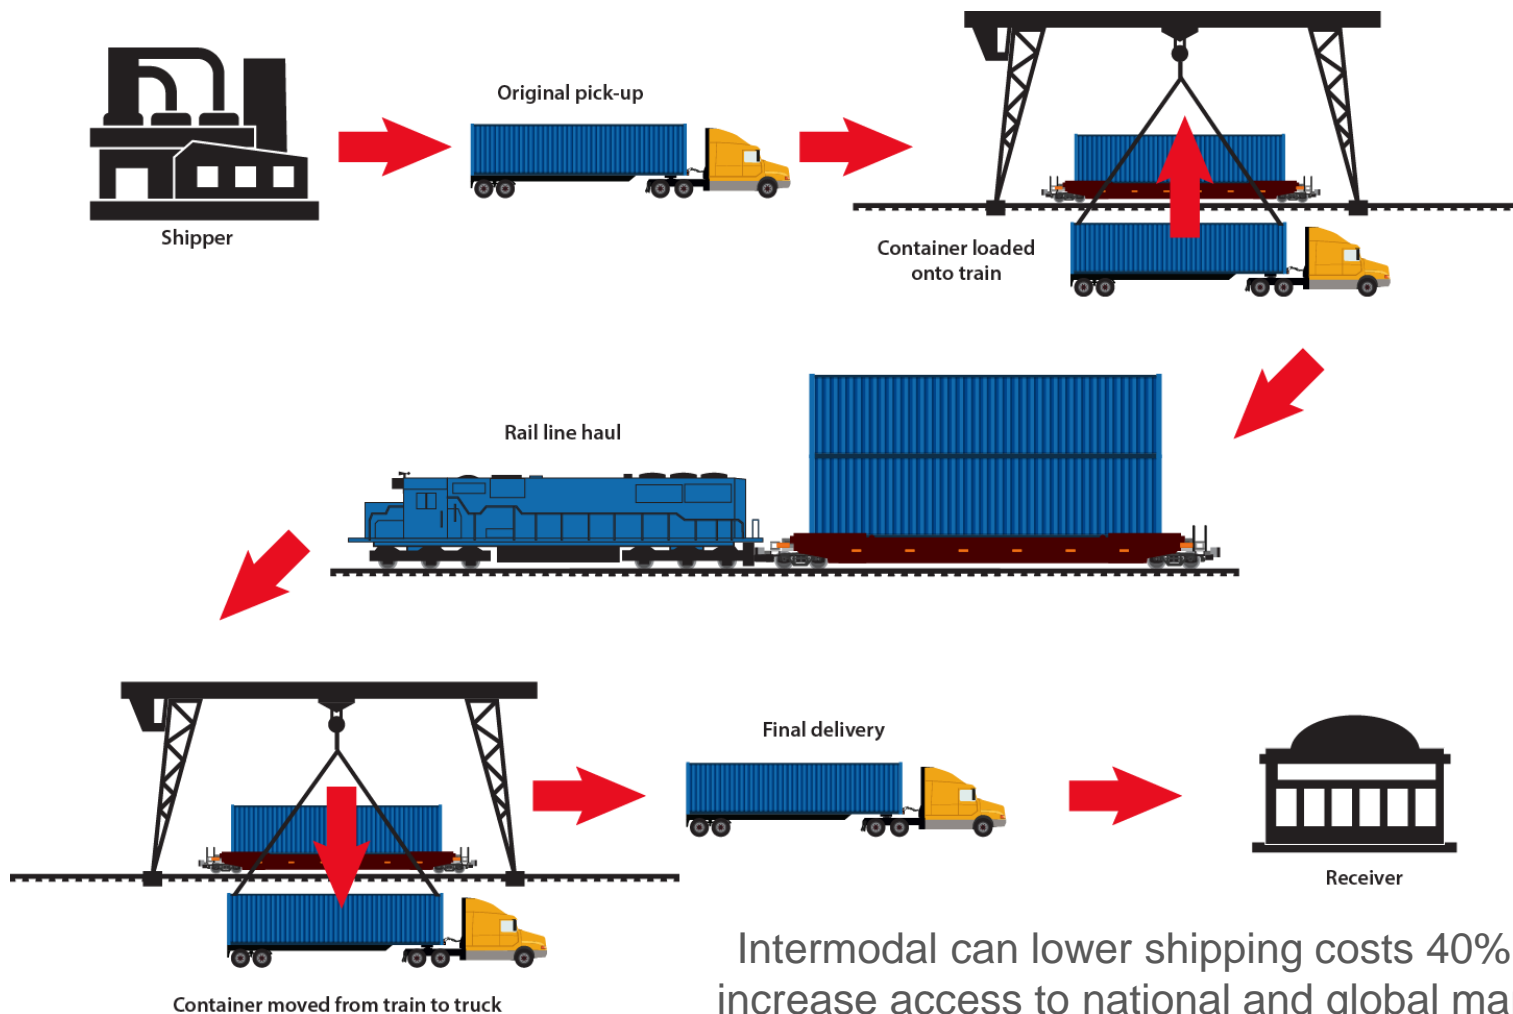 Original pick-up
Shipper
Container loaded
onto train
Rail line haul
Final delivery
Receiver
Container moved from train to truck
Intermodal can lower shipping costs 40%
increase access to national and global